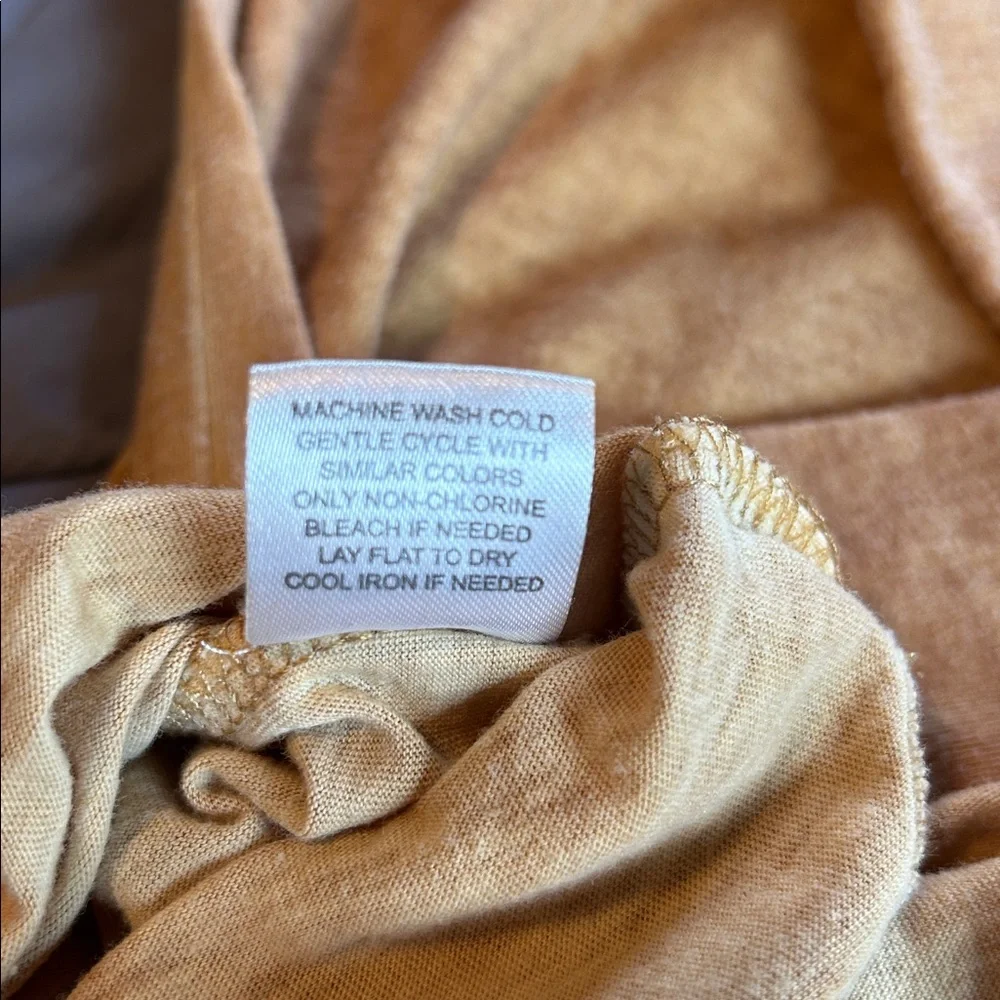 MACHINE WASH COLD
GENTLE CYCLE WITH
SIMILAR COLORS
ONLY NON-CHLORINE
BLEACH IF NEEDED
LAY FLAT TO DRY
COOL IRON IF NEEDED